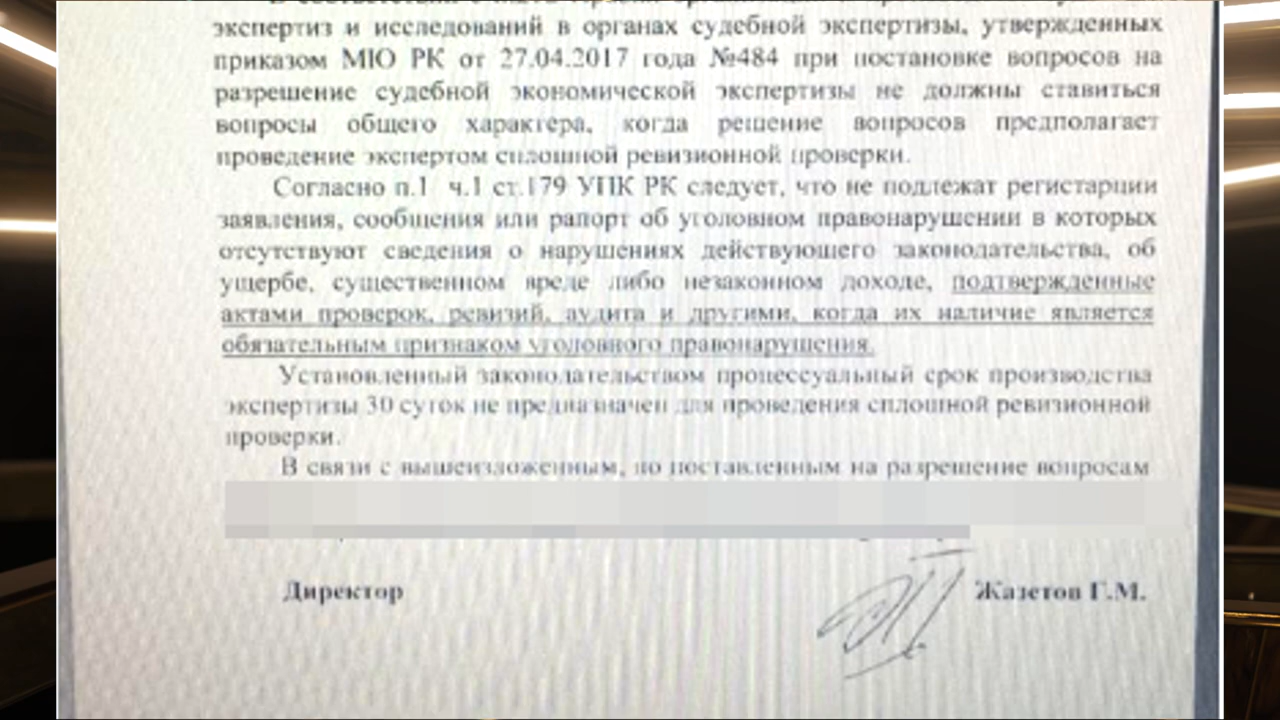 экспертиз и исследований в органах судебной экспертизы, утвержденных
приказом МЮ РК от 27.04.2017 года №484 при постановке вопросов на
разрешение судебной экономической экспертизы не должны ставиться
вопросы общего характера, когда решение вопросов предполагает
проведение экспертом сплошной ревизионной проверки.
Согласно п.1 ч.1 ст.179 УПК РК следует, что не подлежат регистарции
заявления, сообщения или рапорт об уголовном правонарушении в которых
отсутствуют сведения о нарушениях действующего законодательства, об
ущербе, существенном вреде либо незаконном доходе, подтвержденные
актами проверок, ревизий, аудита и другими, когда их наличие является
обязательным признаком уголовного правонарушения.
Установленный законодательством процессуальный срок производства
экспертизы 30 суток не предназначен для проведения сплошной ревизионной
проверки.
В связи с вышеизложенным, по поставленным на разрешение вопросам
Директор Жазетов Г.М.